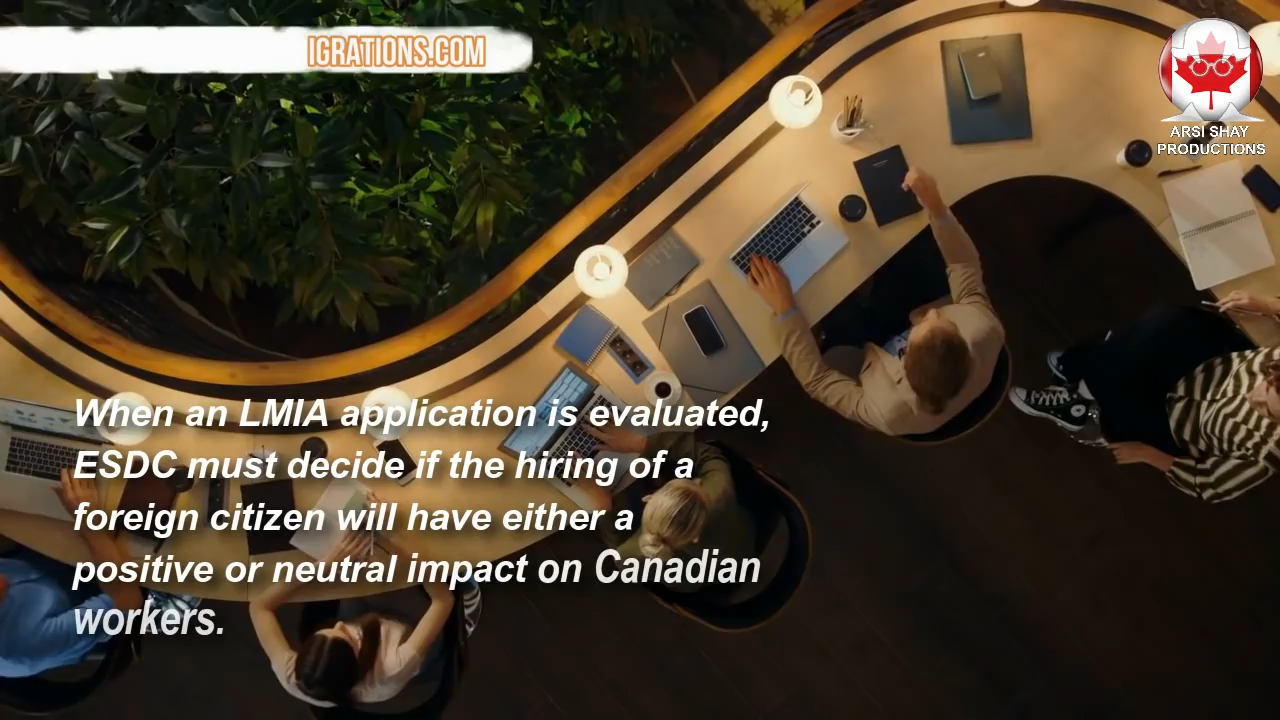 IGRATIONS.COM
ARSI SHAY
PRODUCTIONS
When an LMIA application is evaluated,
ESDC must decide if the hiring of a
foreign citizen will have either a
positive or neutral impact on Canadian
workers.